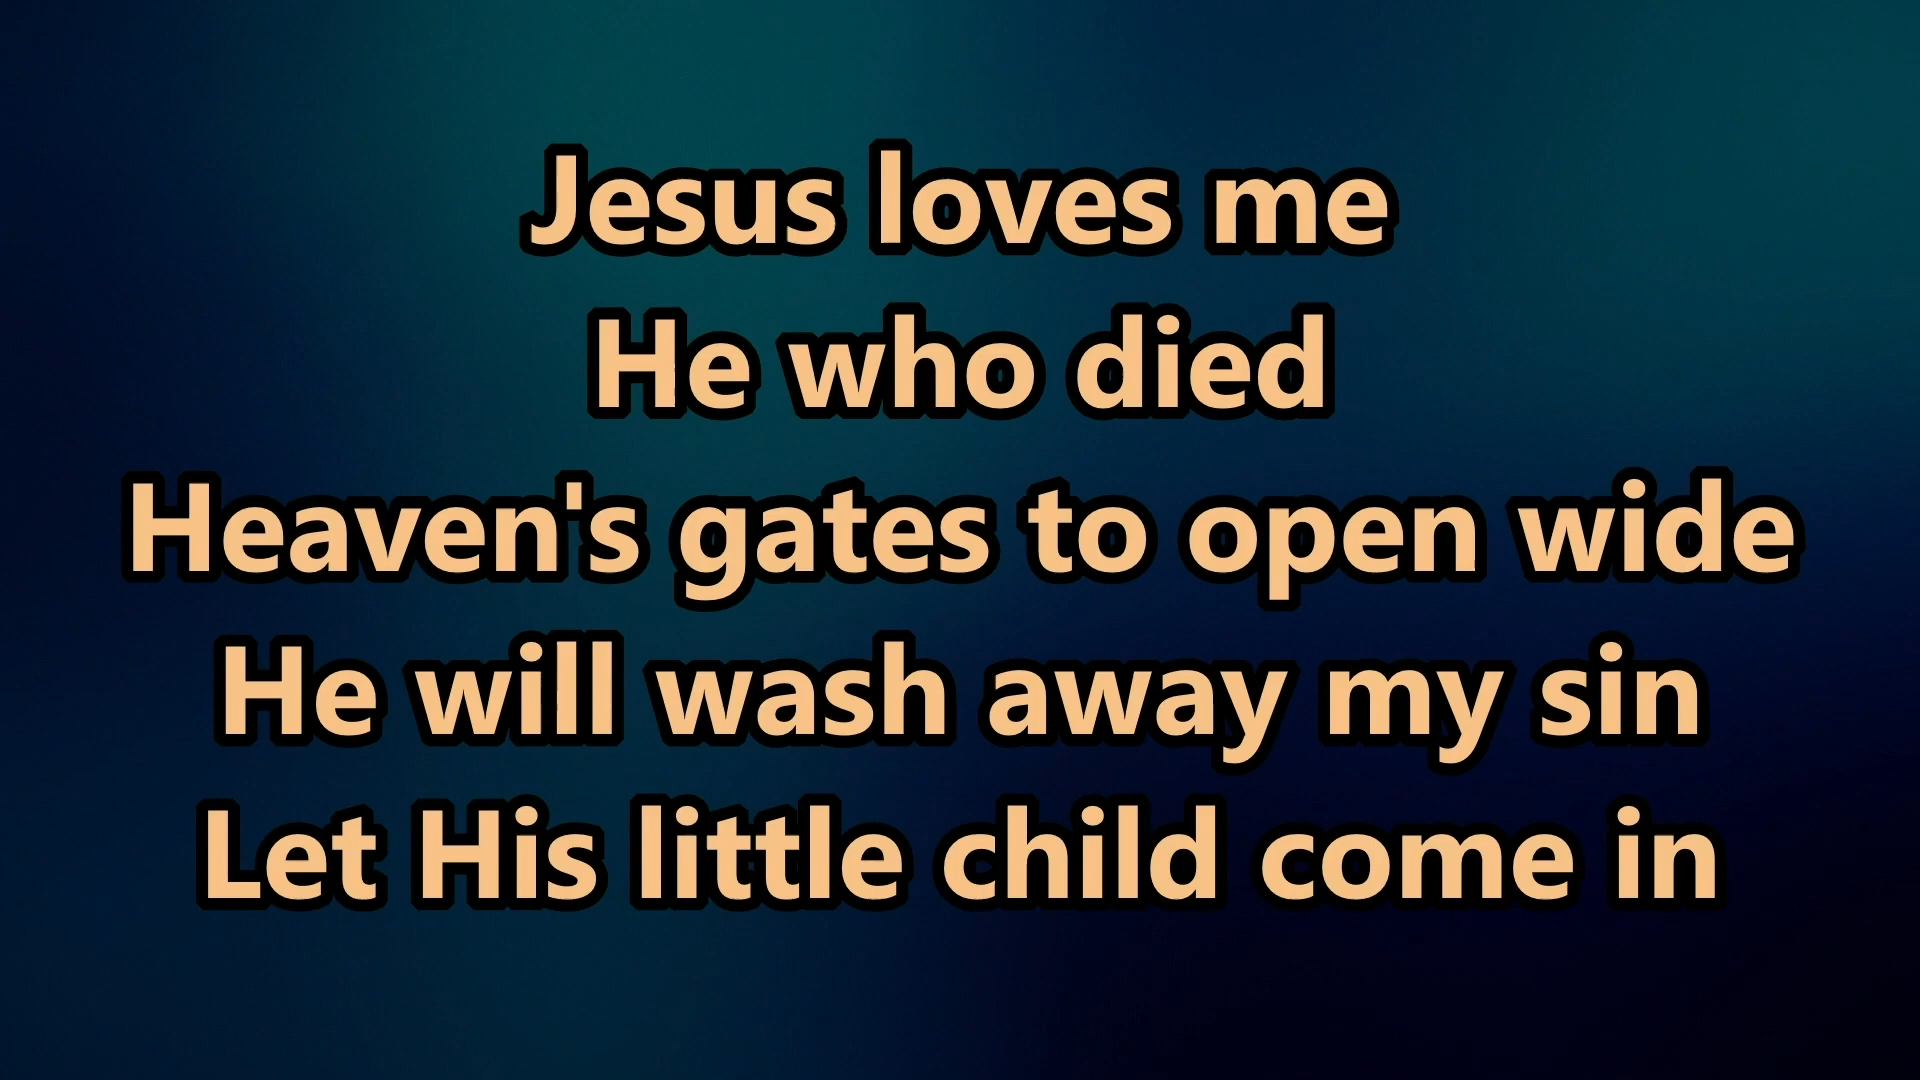 Jesus loves me
He who died
Heaven's gates to open wide
He will wash away my sin
Let His little child come in